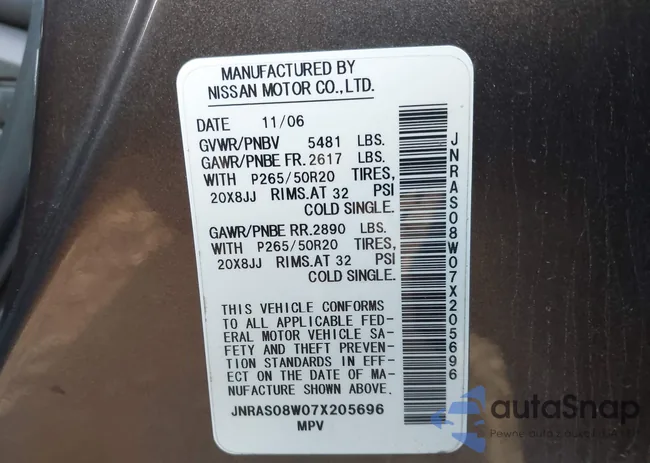 MANUFACTURED BY
NISSAN MOTOR CO.,LTD.
DATE 11/06
GVWR/PNBV 5481 LBS.
GAWR/PNBE FR.2617 LBS.
WITH P265/50R20 TIRES,
20X8JJ RIMS.AT 32 PSI
COLD SINGLE.
GAWR/PNBE RR.2890 LBS.
WITH P265/50R20 TIRES,
20X8JJ RIMS.AT 32 PSI
COLD SINGLE.
THIS VEHICLE CONFORMS
TO ALL APPLICABLE FED-
ERAL MOTOR VEHICLE SA-
FETY AND THEFT PREVEN-
TION STANDARDS IN EFF-
ECT ON THE DATE OF MA-
NUFACTURE SHOWN ABOVE.
JNRAS08W07X205696
MPV
JNRAS08W07X205696
autoSnap
Pewne auto z USA